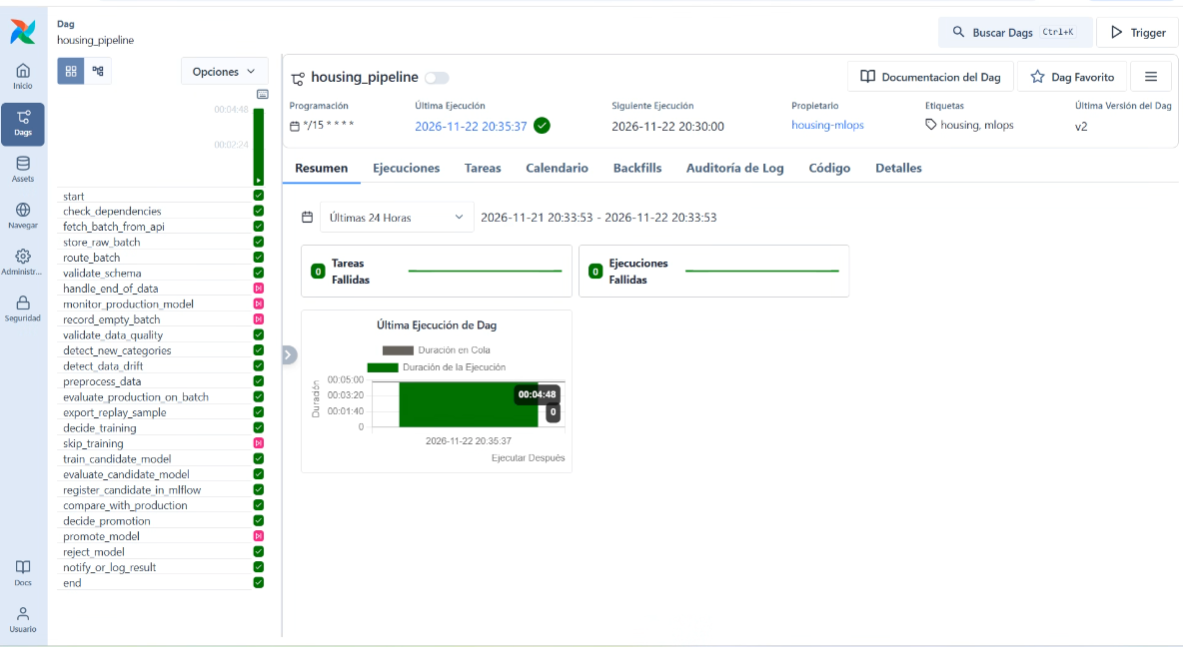 Dag
housing_pipeline
Buscar Dags Ctrl+K
Trigger
Inicio
Dags
Assets
Navegar
Administr...
Seguridad
Docs
Usuario
Opciones
00:04:48
00:02:24
start
check_dependencies
fetch_batch_from_api
store_raw_batch
route_batch
validate_schema
handle_end_of_data
monitor_production_model
record_empty_batch
validate_data_quality
detect_new_categories
detect_data_drift
preprocess_data
evaluate_production_on_batch
export_replay_sample
decide_training
skip_training
train_candidate_model
evaluate_candidate_model
register_candidate_in_mlflow
compare_with_production
decide_promotion
promote_model
reject_model
notify_or_log_result
end
housing_pipeline
Documentacion del Dag
Dag Favorito
Programación
*/15 * * * *
Última Ejecución
2026-11-22 20:35:37
Siguiente Ejecución
2026-11-22 20:30:00
Propietario
housing-mlops
Etiquetas
housing, mlops
Última Versión del Dag
v2
Resumen Ejecuciones Tareas Calendario Backfills Auditoría de Log Código Detalles
Últimas 24 Horas
2026-11-21 20:33:53 - 2026-11-22 20:33:53
0 Tareas
Fallidas
0 Ejecuciones
Fallidas
Última Ejecución de Dag
Duración en Cola
Duración de la Ejecución
Duración
00:05:00
00:03:20
00:01:40
0
00:04:48
0
2026-11-22 20:35:37
Ejecutar Después